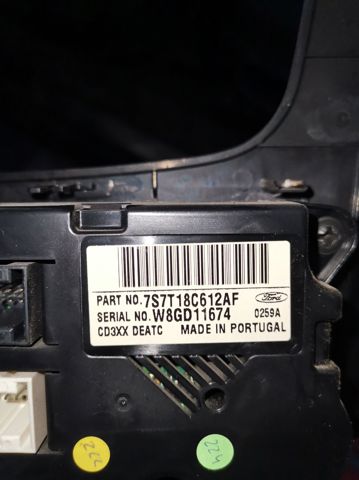 PART NO. 7S7T18C612AF Ford
SERIAL NO. W8GD11674 0259A
CD3XX DEATC MADE IN PORTUGAL